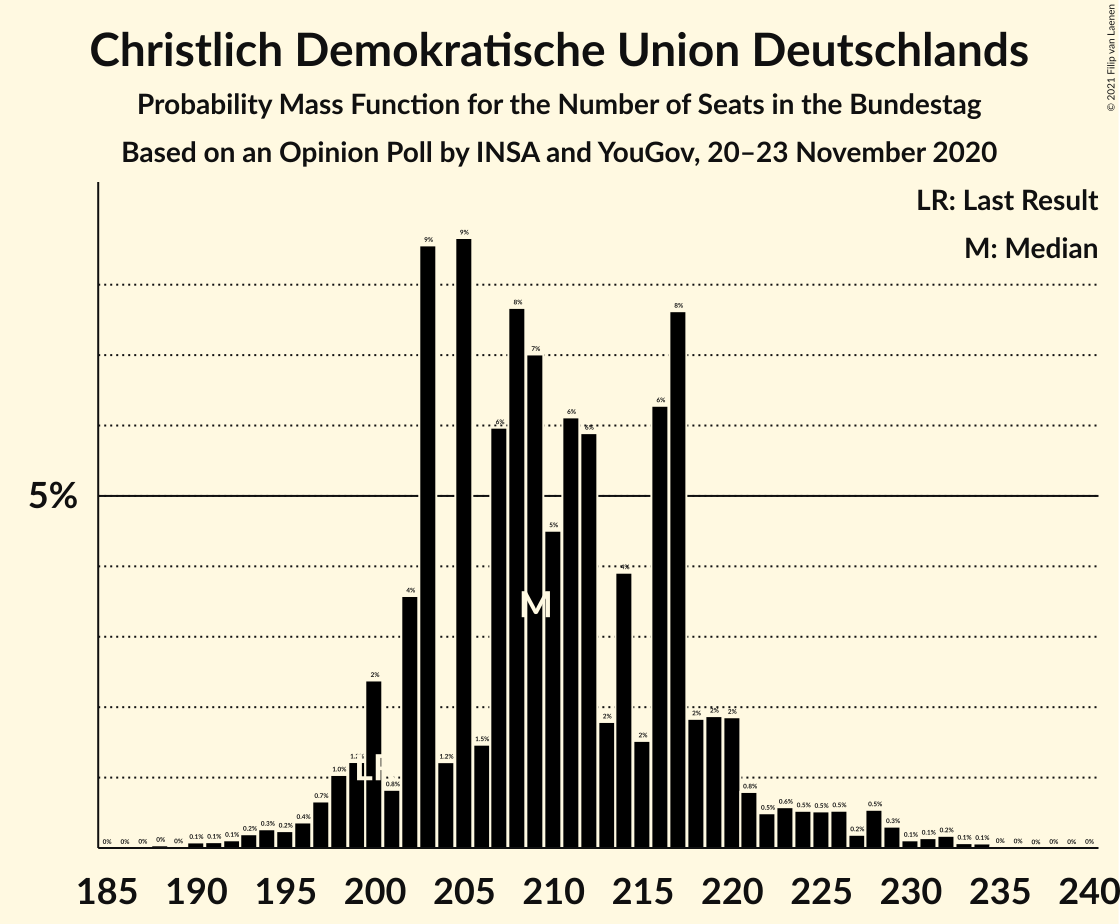 Christlich Demokratische Union Deutschlands
Probability Mass Function for the Number of Seats in the Bundestag
Based on an Opinion Poll by INSA and YouGov, 20–23 November 2020
© 2021 Filip van Laenen
LR: Last Result
M: Median
5%
0% 0% 0% 0% 0% 0.1% 0.1% 0.1% 0.2% 0.3% 0.2% 0.4% 0.7% 1.0% 2% 0.8% 4% 9% 1.2% 9% 1.5% 6% 8% 7% 5% 6% 6% 2% 4% 2% 6% 8% 2% 2% 2% 0.8% 0.5% 0.6% 0.5% 0.5% 0.5% 0.2% 0.5% 0.3% 0.1% 0.1% 0.2% 0.1% 0.1% 0% 0% 0% 0% 0% 0%
M
185 190 195 200 205 210 215 220 225 230 235 240